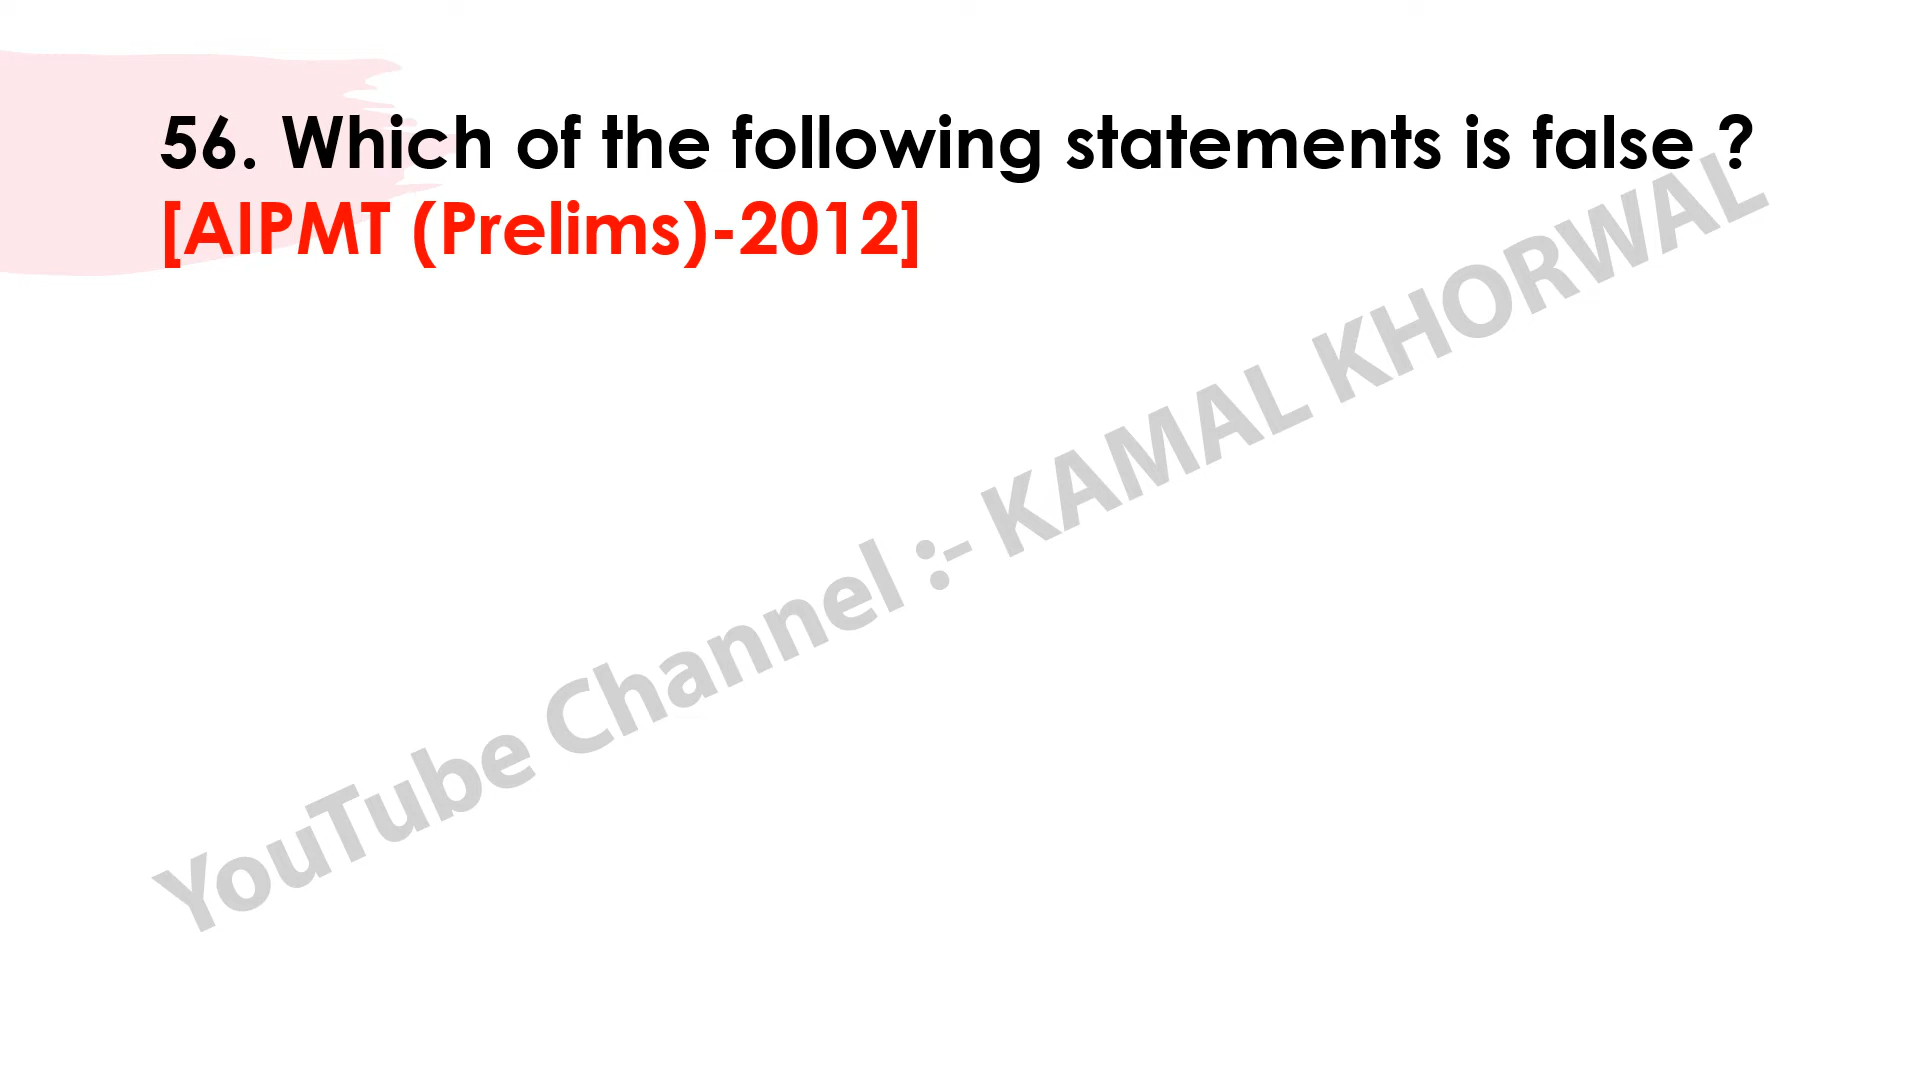 56. Which of the following statements is false ?
[AIPMT (Prelims)-2012]
YouTube Channel :- KAMAL KHORWAL